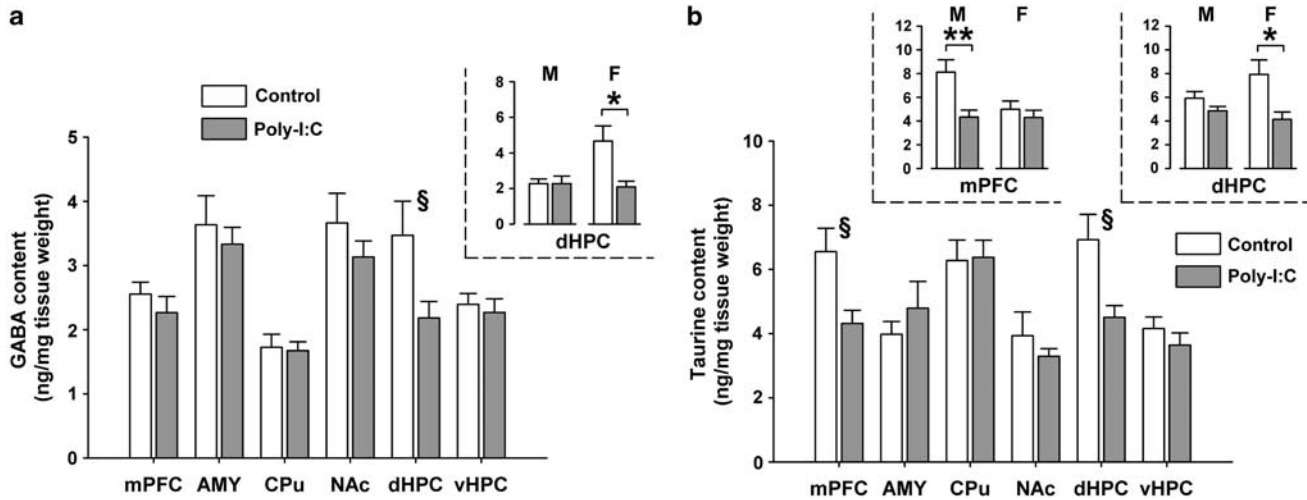 a
GABA content
(ng/mg tissue weight)
5
4
3
2
1
0
Control
Poly-I:C
§
mPFC AMY CPu NAc dHPC vHPC
M F
8
6
4
2
0
*
dHPC
b
Taurine content
(ng/mg tissue weight)
10
8
6
4
2
0
§ §
Control
Poly-I:C
mPFC AMY CPu NAc dHPC vHPC
M F
12
10
8
6
4
2
0
**
mPFC
M F
12
10
8
6
4
2
0
*
dHPC